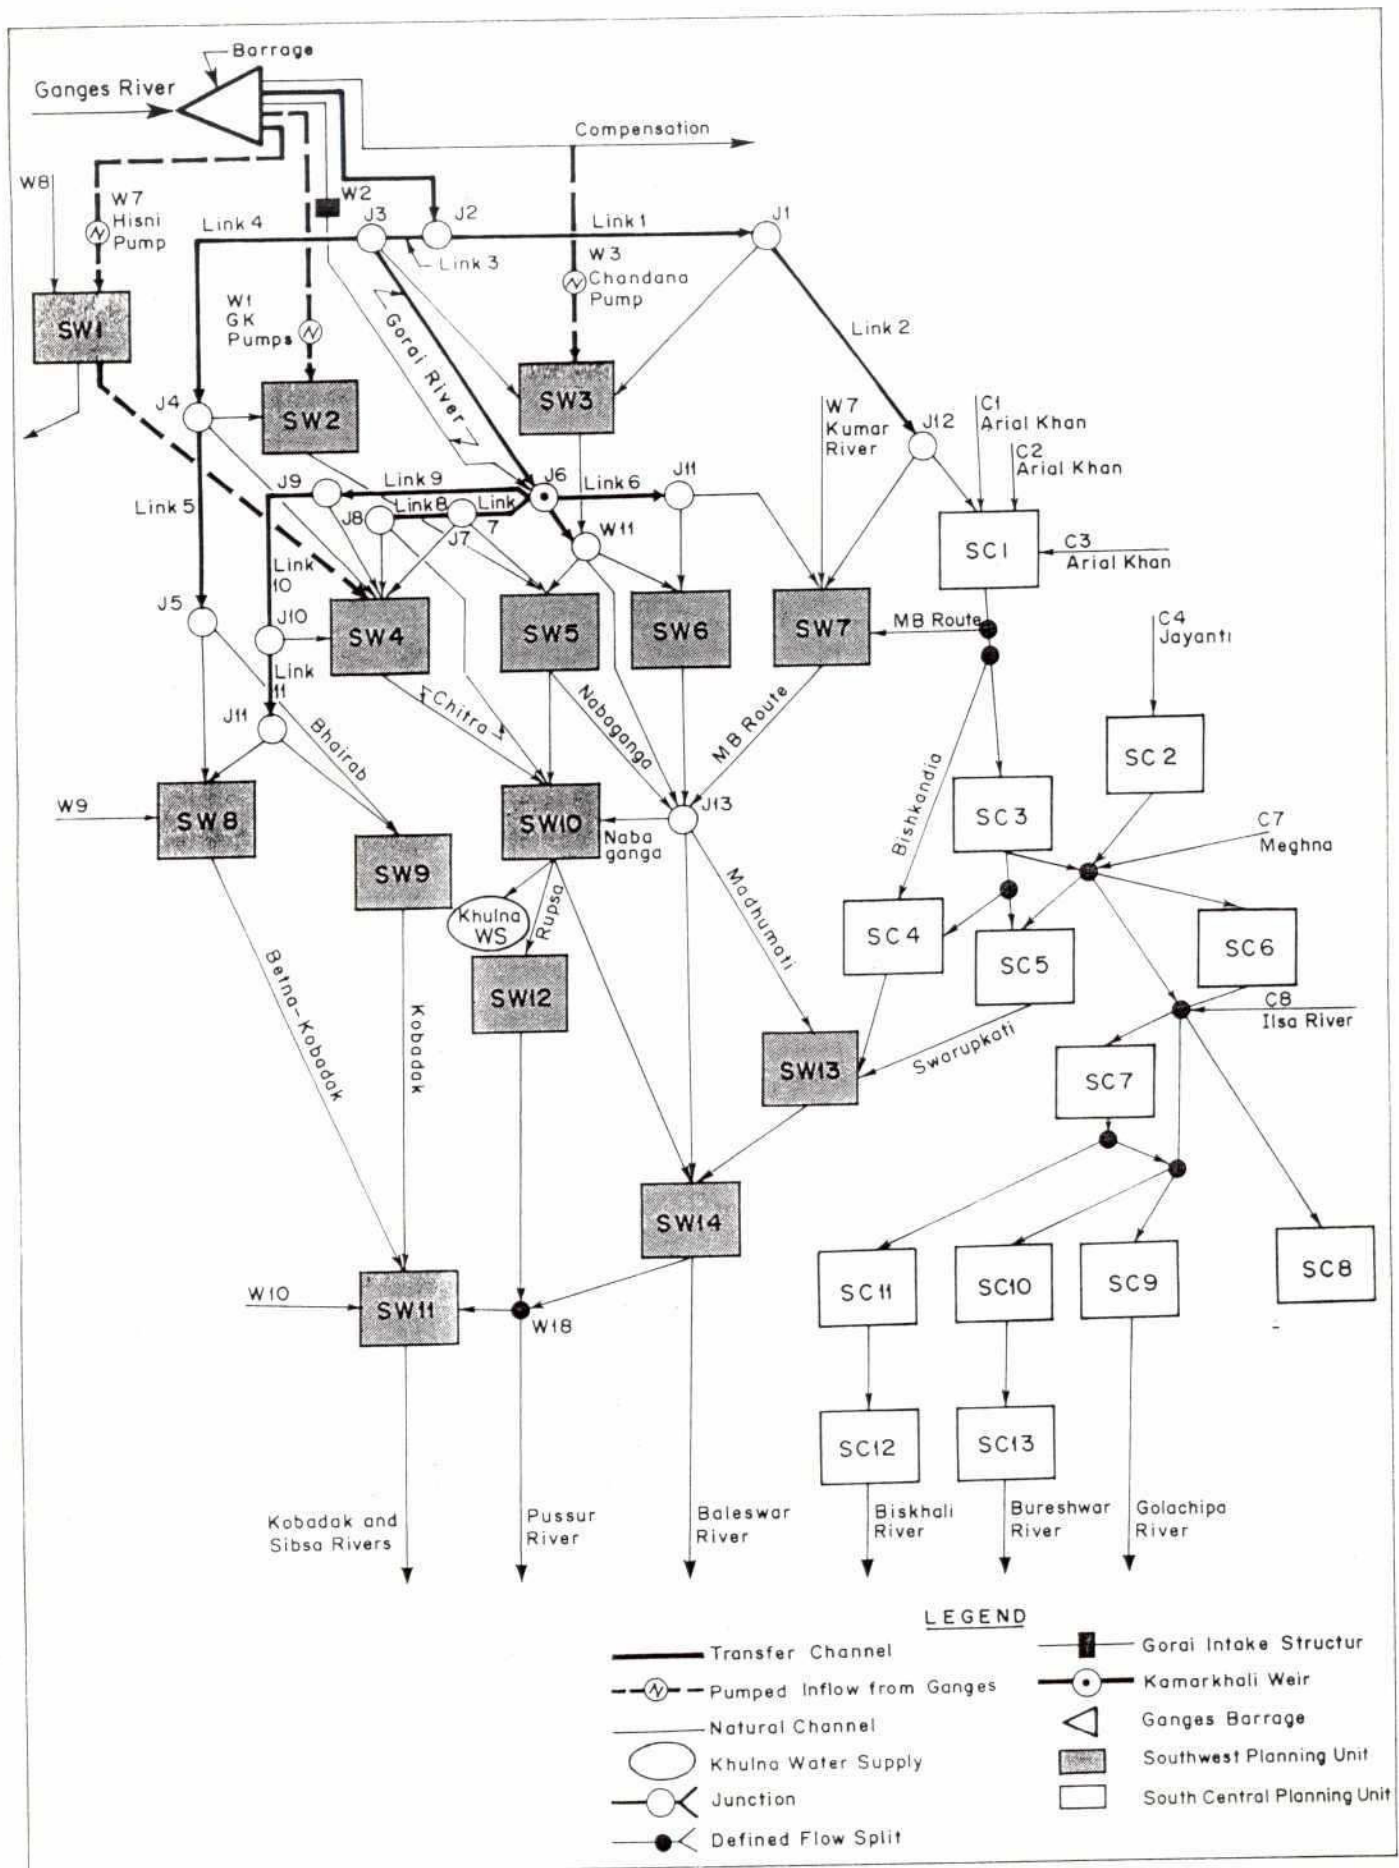 Barrage
Ganges River
Compensation
W8
W7
Hisni
Pump
W2
Link 4
J3
J2
Link 1
J1
Link 3
W3
Chandana
Pump
SW1
W1
GK
Pumps
Gorai River
Link 2
J4
SW2
SW3
W7
Kumar
River
J12
C1
Arial Khan
C2
Arial Khan
Link 5
J9
Link 9
J6
Link 6
J11
J8
Link 8
J7
Link
7
W11
SC1
C3
Arial Khan
Link
10
J5
J10
SW4
SW5
SW6
SW7
MB Route
C4
Jayanti
Link
11
J11
Chitra
Nabaganga
MB Route
Bhairab
SC2
Bishkandia
W9
SW8
SW10
J13
SC3
C7
Meghna
SW9
Naba
ganga
Khulna
WS
Rupsa
Madhumati
SC4
SC5
SC6
Betna-Kobadak
Kobadak
SW12
C8
Ilsa River
Swarupkati
SW13
SC7
SW14
W10
SW11
W18
SC11
SC10
SC9
SC8
SC12
SC13
Kobadak and
Sibsa Rivers
Pussur
River
Baleswar
River
Biskhali
River
Bureshwar
River
Golachipa
River
LEGEND
Transfer Channel
Pumped Inflow from Ganges
Natural Channel
Khulna Water Supply
Junction
Defined Flow Split
Gorai Intake Structur
Kamarkhali Weir
Ganges Barrage
Southwest Planning Unit
South Central Planning Unit